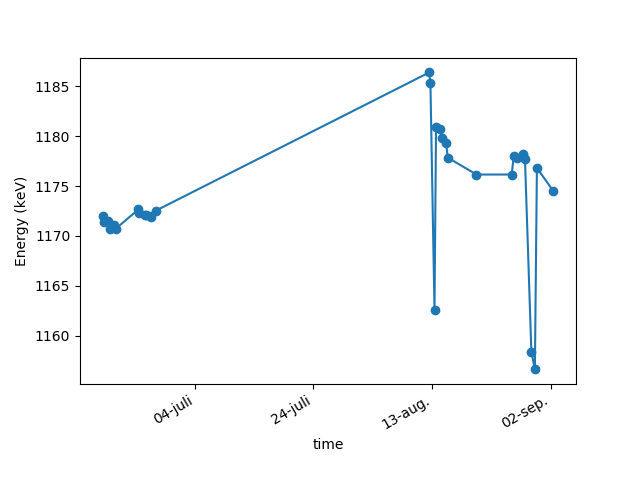 1185
1180
1175
1170
1165
1160
Energy (keV)
04-juli
24-juli
13-aug.
02-sep.
time